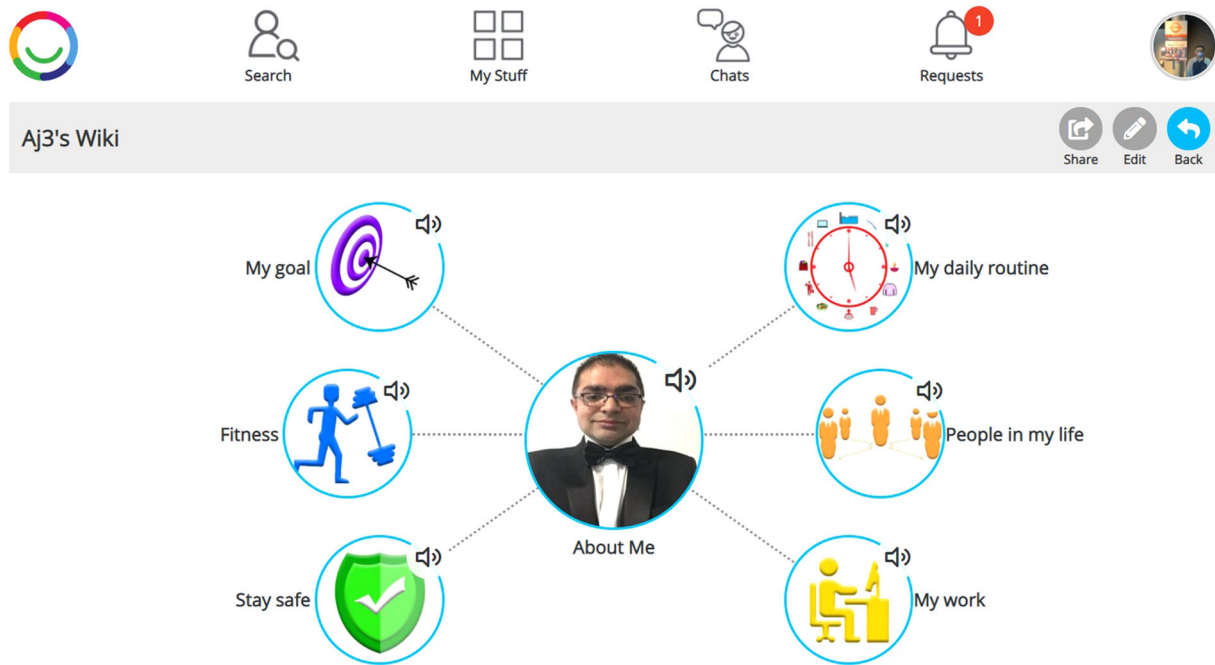 Search
My Stuff
Chats
1
Requests
Aj3's Wiki
Share
Edit
Back
My goal
My daily routine
Fitness
People in my life
About Me
Stay safe
My work